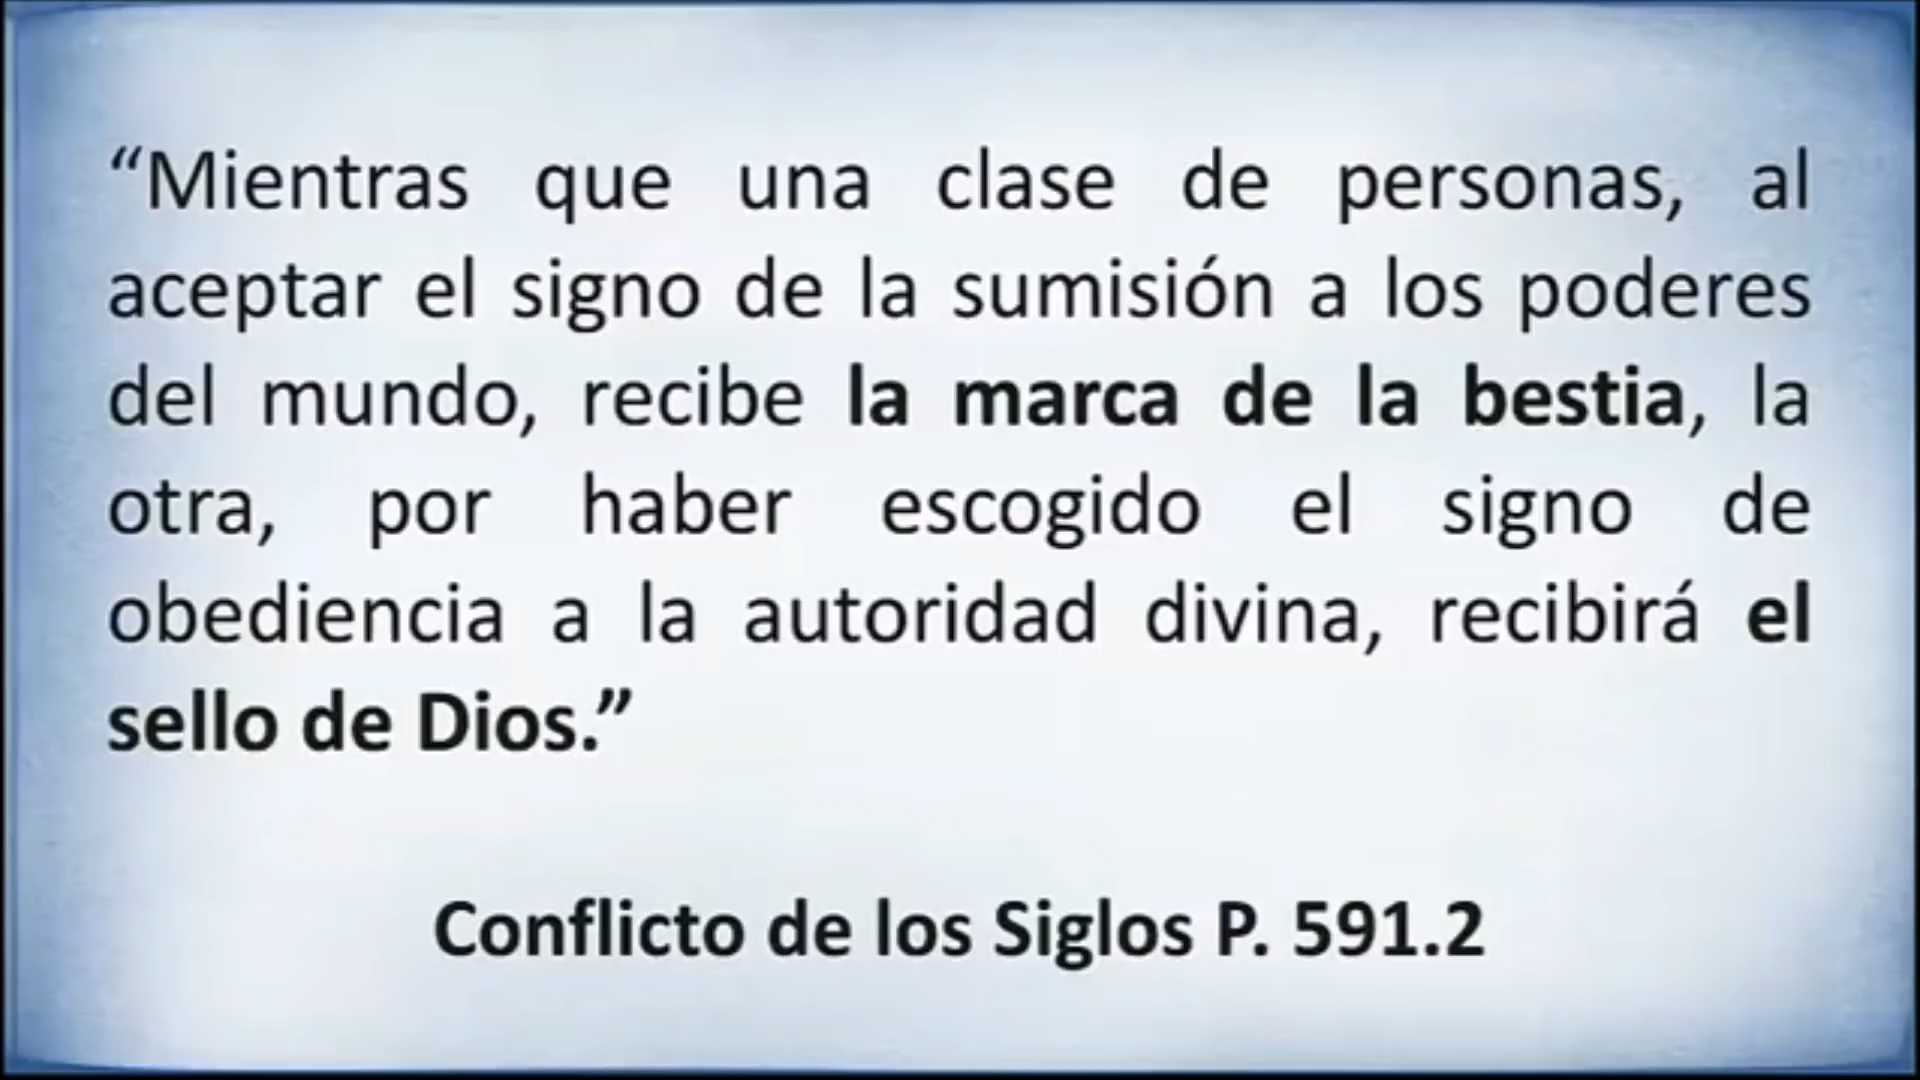 “Mientras que una clase de personas, al
aceptar el signo de la sumisión a los poderes
del mundo, recibe la marca de la bestia, la
otra, por haber escogido el signo de
obediencia a la autoridad divina, recibirá el
sello de Dios.”
Conflicto de los Siglos P. 591.2